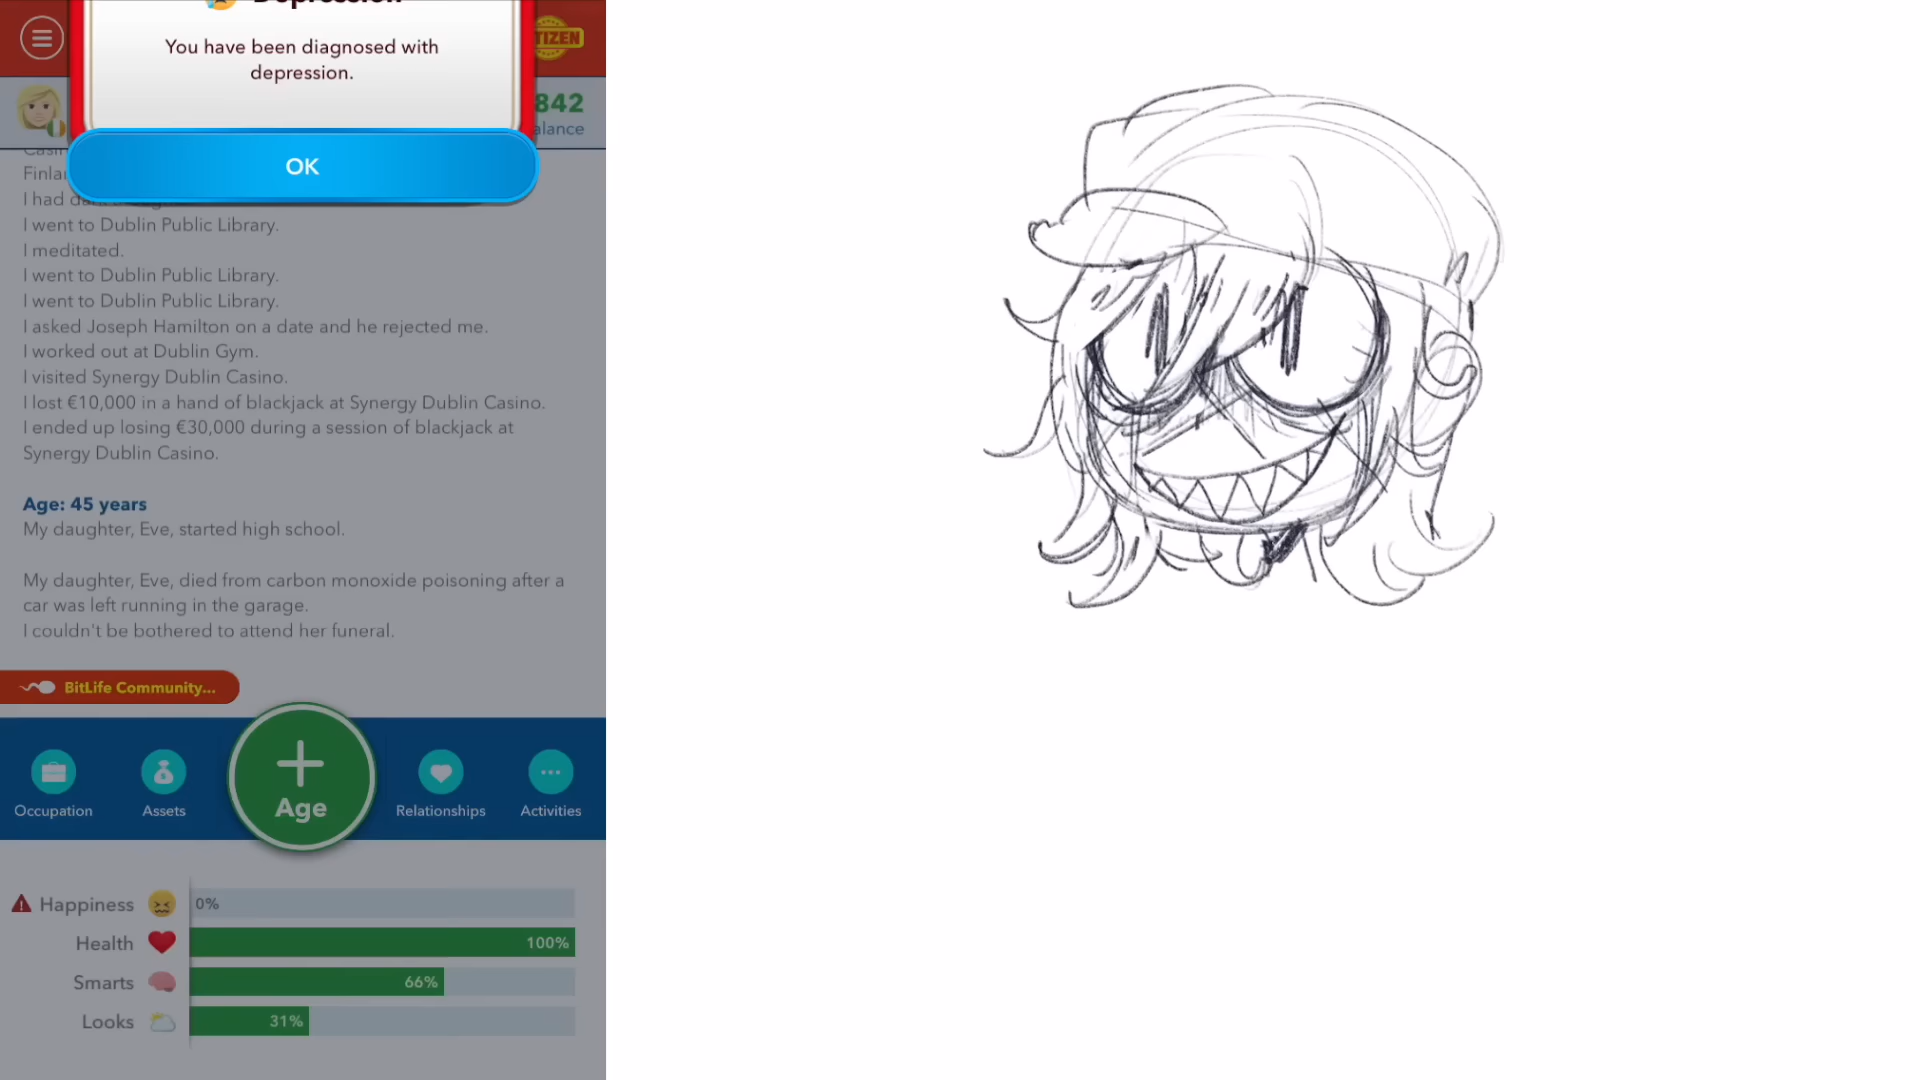 Depression
You have been diagnosed with
depression.
TIZEN
842
alance
OK
Casin
Finla
I had da
I went to Dublin Public Library.
I meditated.
I went to Dublin Public Library.
I went to Dublin Public Library.
I asked Joseph Hamilton on a date and he rejected me.
I worked out at Dublin Gym.
I visited Synergy Dublin Casino.
I lost €10,000 in a hand of blackjack at Synergy Dublin Casino.
I ended up losing €30,000 during a session of blackjack at
Synergy Dublin Casino.
Age: 45 years
My daughter, Eve, started high school.
My daughter, Eve, died from carbon monoxide poisoning after a
car was left running in the garage.
I couldn't be bothered to attend her funeral.
BitLife Community...
Occupation
Assets
Age
Relationships
Activities
Happiness 0%
Health 100%
Smarts 66%
Looks 31%